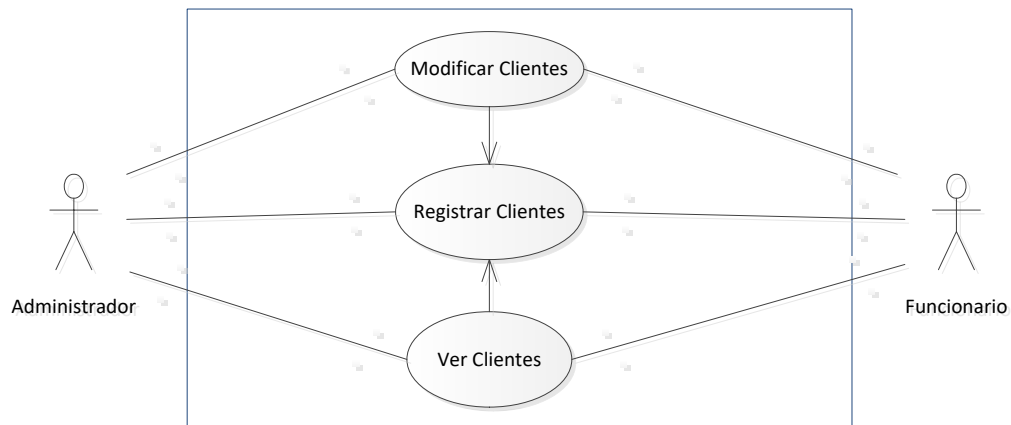 Modificar Clientes
Registrar Clientes
Administrador
Funcionario
Ver Clientes